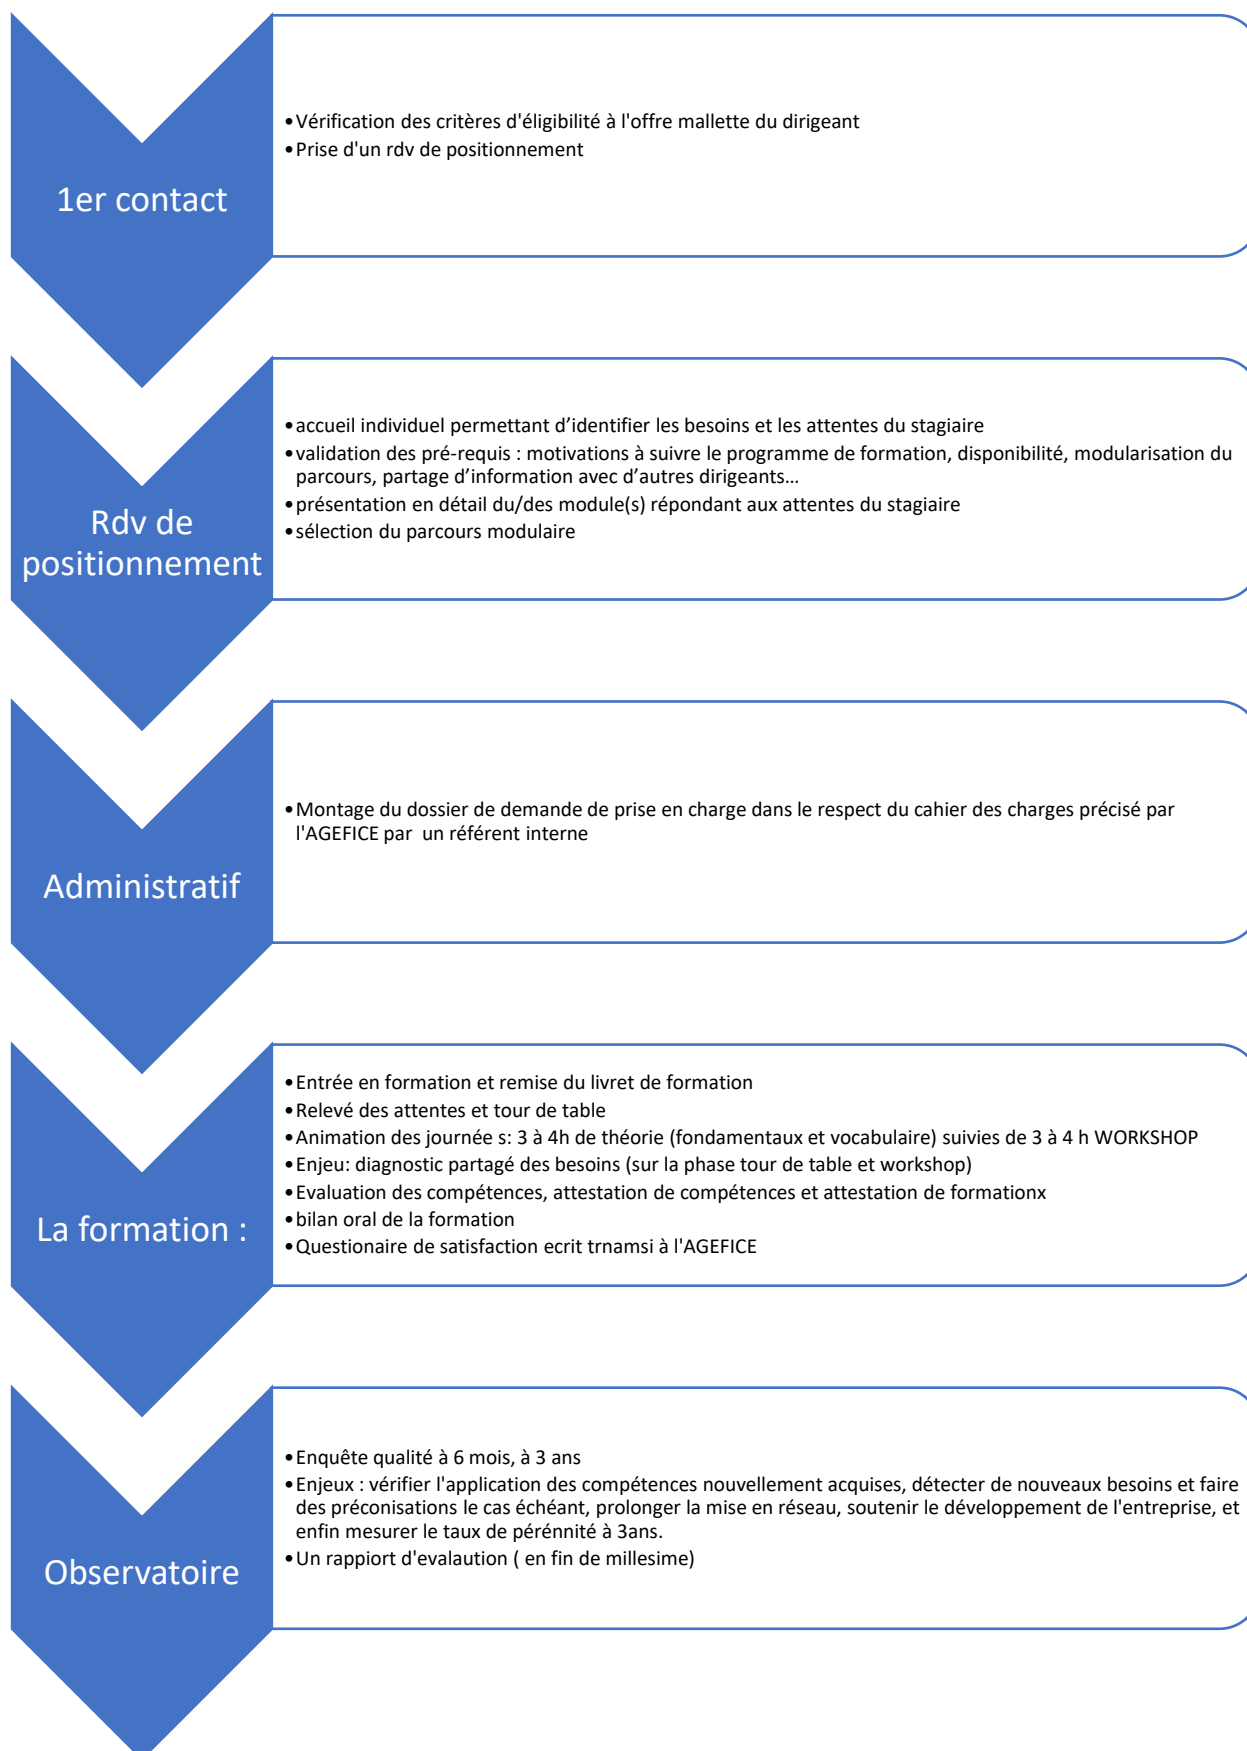 1er contact
•Vérification des critères d'éligibilité à l'offre mallette du dirigeant
•Prise d'un rdv de positionnement
Rdv de
positionnement
•accueil individuel permettant d’identifier les besoins et les attentes du stagiaire
•validation des pré-requis : motivations à suivre le programme de formation, disponibilité, modularisation du
parcours, partage d’information avec d’autres dirigeants…
•présentation en détail du/des module(s) répondant aux attentes du stagiaire
•sélection du parcours modulaire
Administratif
•Montage du dossier de demande de prise en charge dans le respect du cahier des charges précisé par
l'AGEFICE par  un référent interne
La formation :
•Entrée en formation et remise du livret de formation
•Relevé des attentes et tour de table
•Animation des journée s: 3 à 4h de théorie (fondamentaux et vocabulaire) suivies de 3 à 4 h WORKSHOP
•Enjeu: diagnostic partagé des besoins (sur la phase tour de table et workshop)
•Evaluation des compétences, attestation de compétences et attestation de formationx
•bilan oral de la formation
•Questionaire de satisfaction ecrit trnamsi à l'AGEFICE
Observatoire
•Enquête qualité à 6 mois, à 3 ans
•Enjeux : vérifier l'application des compétences nouvellement acquises, détecter de nouveaux besoins et faire
des préconisations le cas échéant, prolonger la mise en réseau, soutenir le développement de l'entreprise, et
enfin mesurer le taux de pérénnité à 3ans.
•Un rappiort d'evalaution ( en fin de millesime)